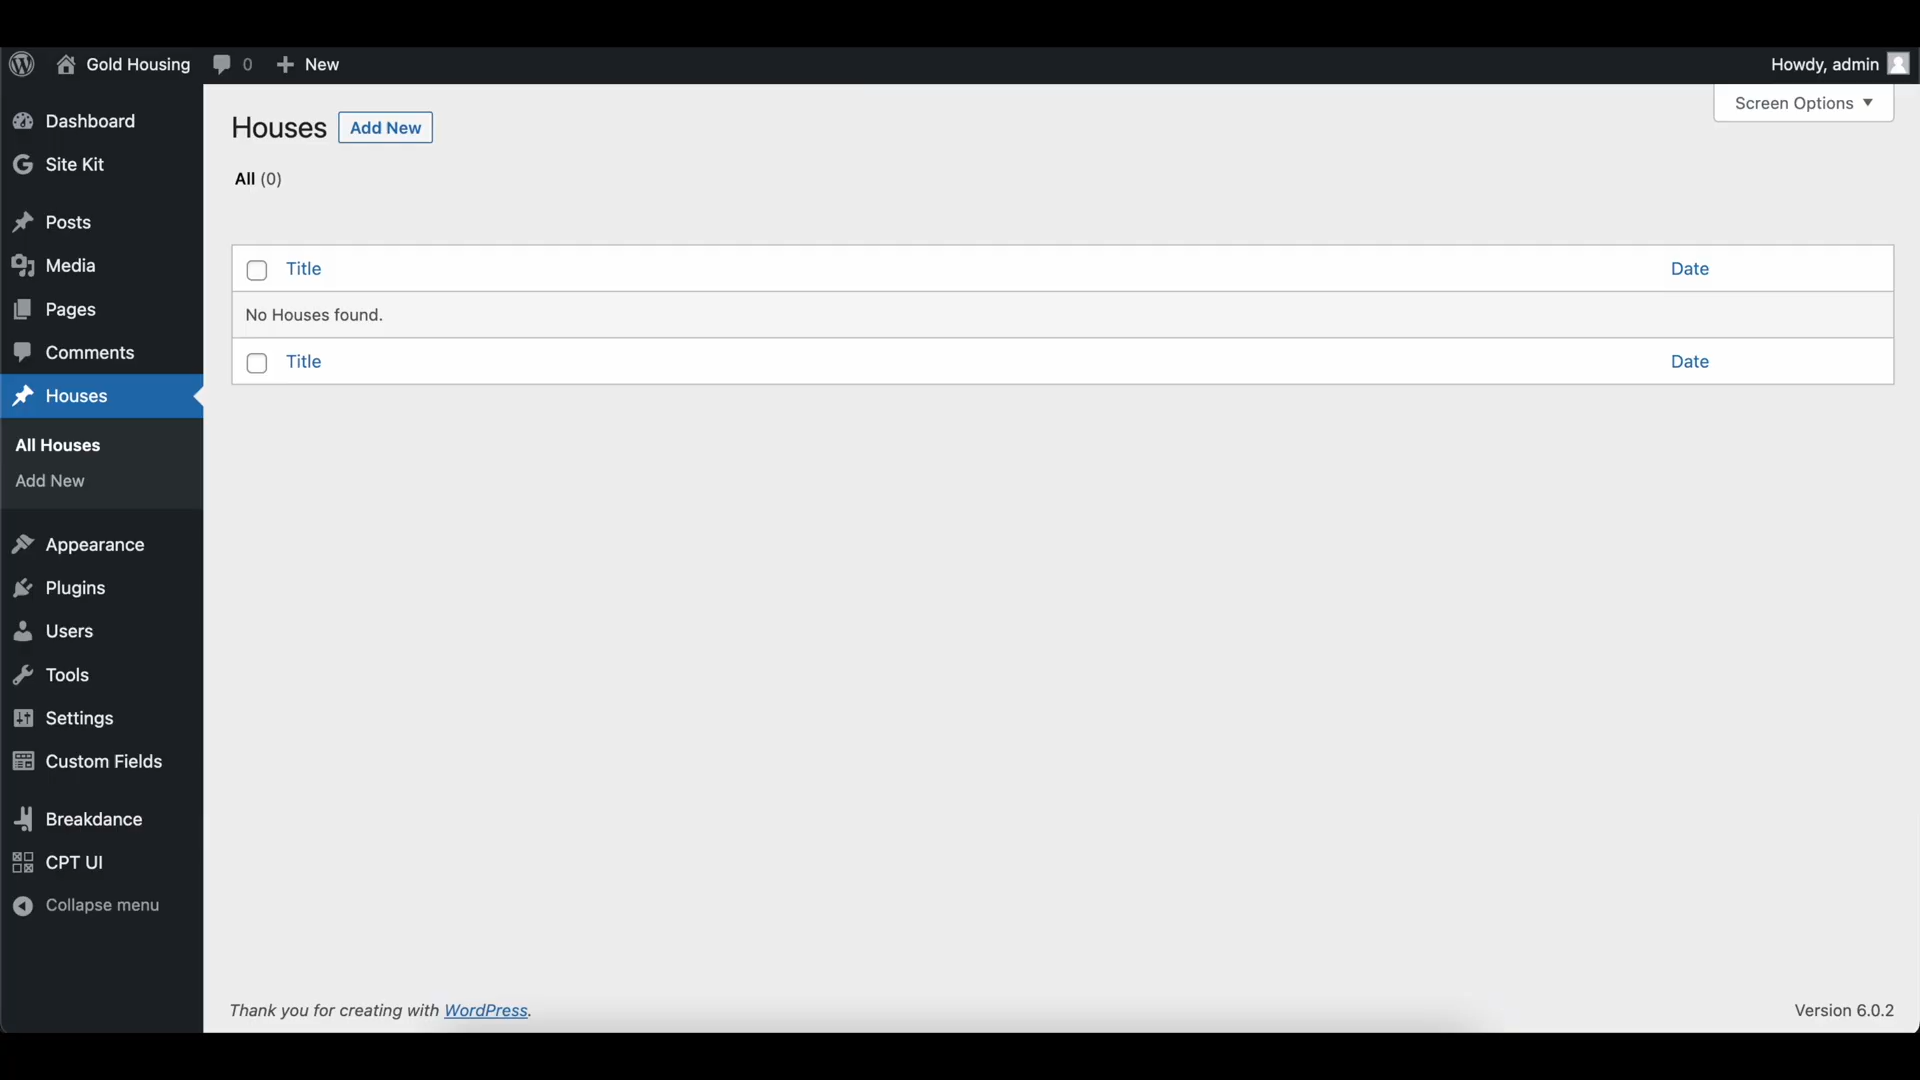 Gold Housing 0 New Howdy, admin
Screen Options ▼
Dashboard
Site Kit
Posts
Media
Pages
Comments
Houses
All Houses
Add New
Appearance
Plugins
Users
Tools
Settings
Custom Fields
Breakdance
CPT UI
Collapse menu
Houses Add New
All (0)
Title Date
No Houses found.
Title Date
Thank you for creating with WordPress. Version 6.0.2